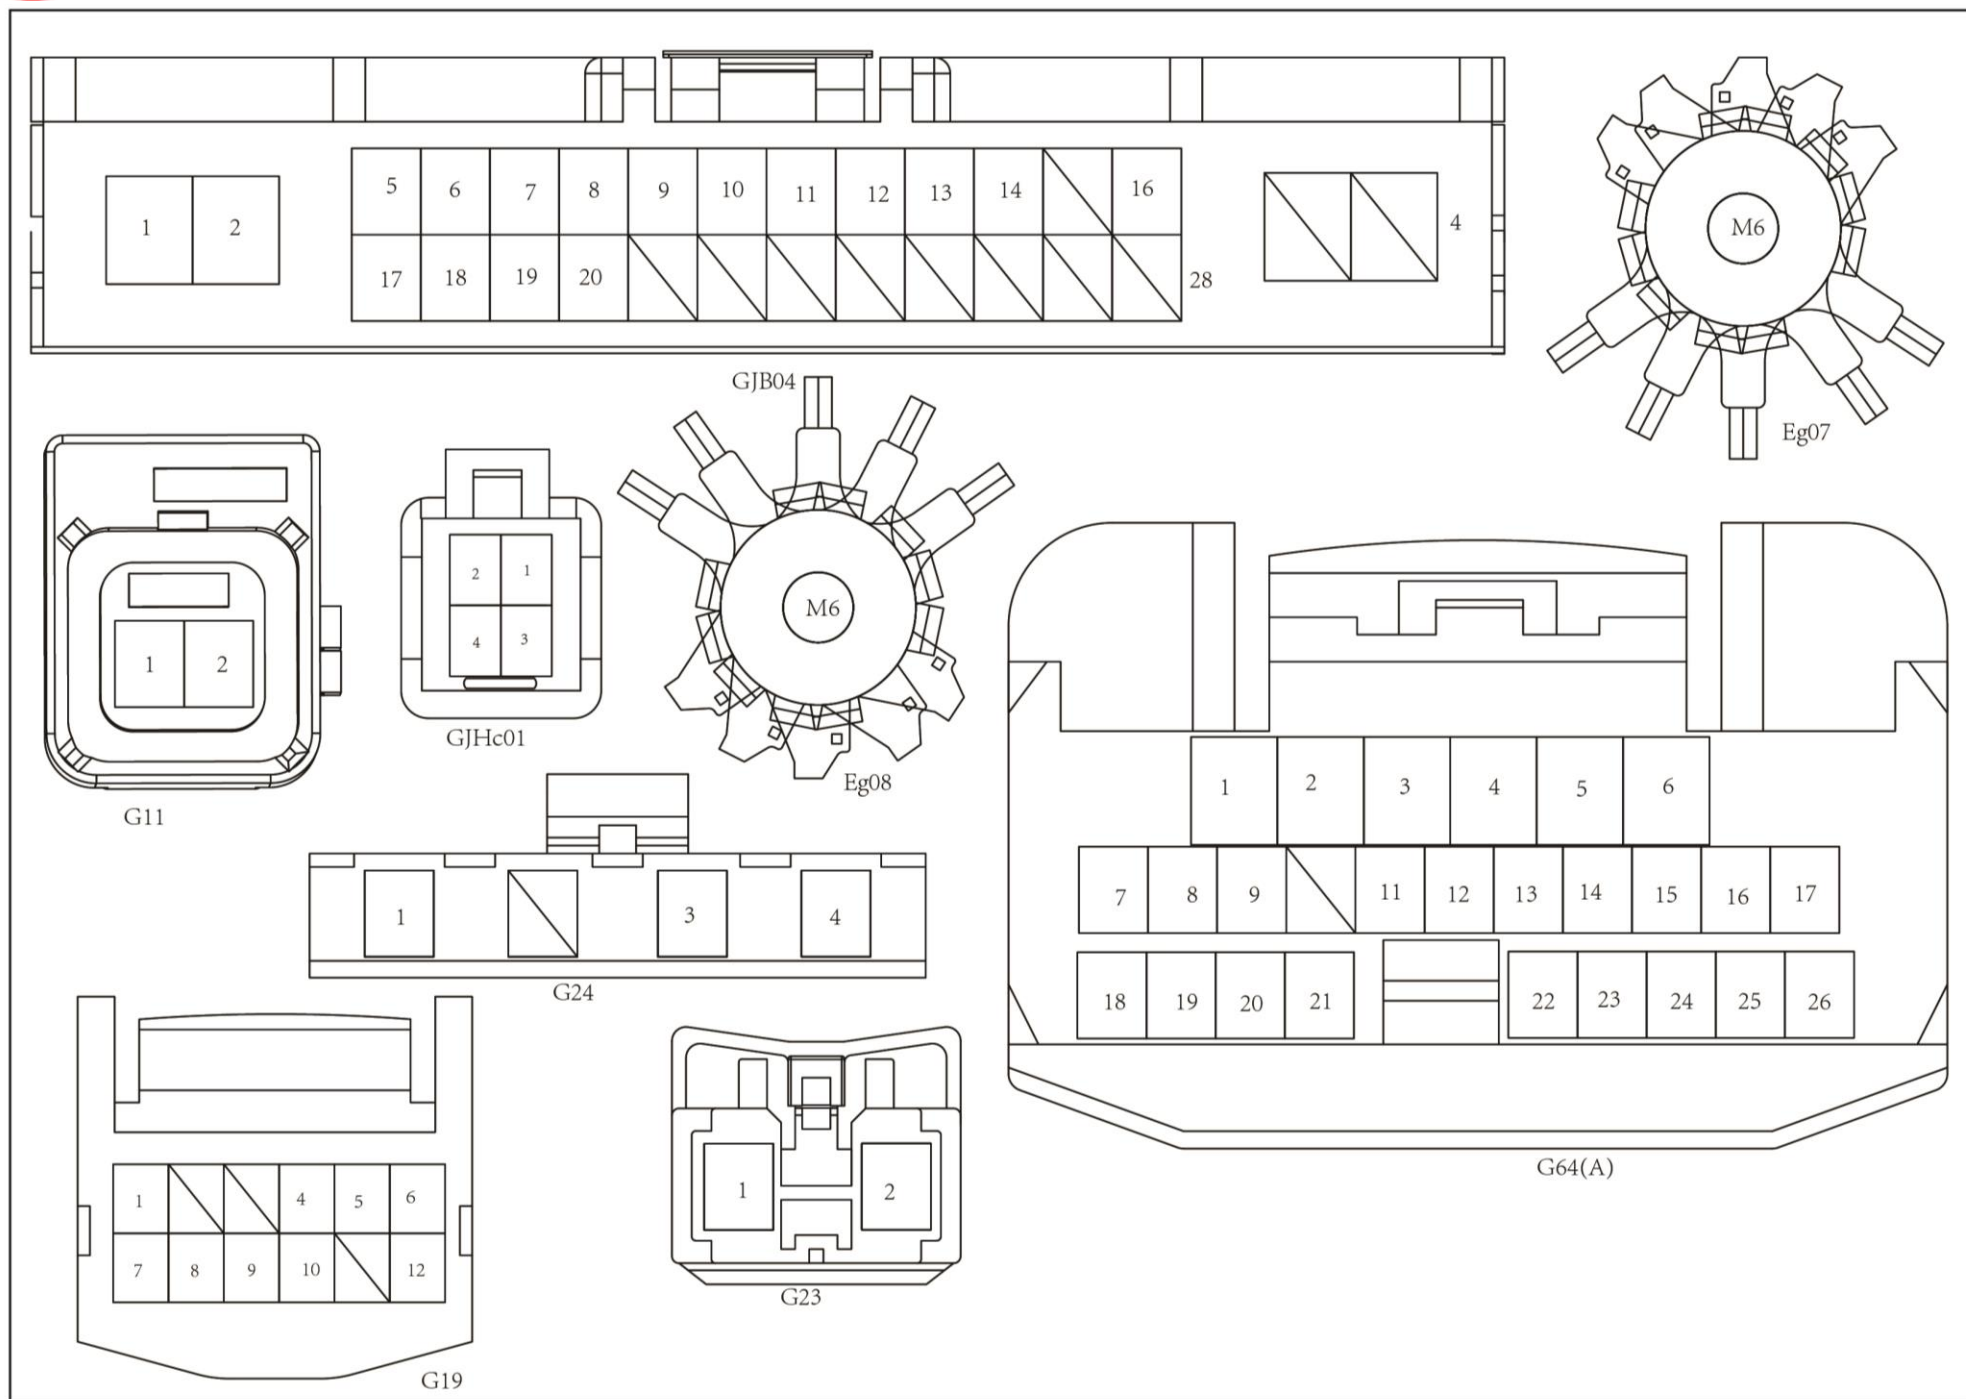 5 6 7 8 9 10 11 12 13 14 16
1 2
4
17 18 19 20 28
M6
GJB04
Eg07
2 1
4 3
GJHc01
M6
Eg08
1 2
G11
1 2 3 4 5 6
7 8 9 11 12 13 14 15 16 17
18 19 20 21 22 23 24 25 26
G64(A)
1 3 4
G24
1 4 5 6
7 8 9 10 12
G19
1 2
G23